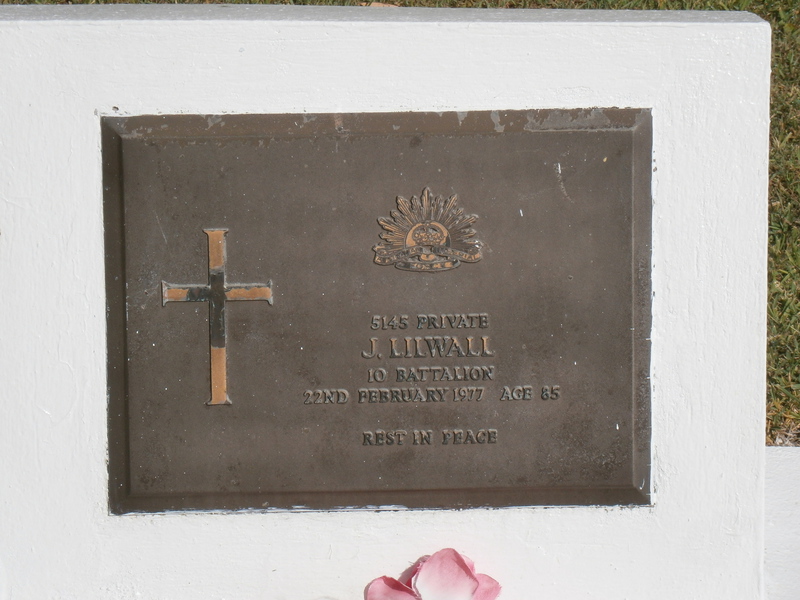 5145 PRIVATE
J. LILWALL
10 BATTALION
22ND FEBRUARY 1977 AGE 85
REST IN PEACE